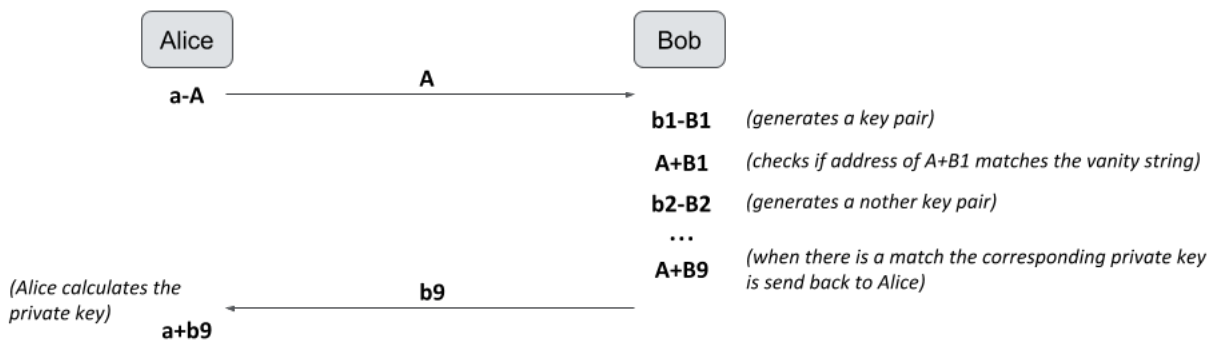 Alice
Bob
A
a-A
b1-B1 (generates a key pair)
A+B1 (checks if address of A+B1 matches the vanity string)
b2-B2 (generates a nother key pair)
...
A+B9 (when there is a match the corresponding private key
is send back to Alice)
(Alice calculates the
private key)
b9
a+b9